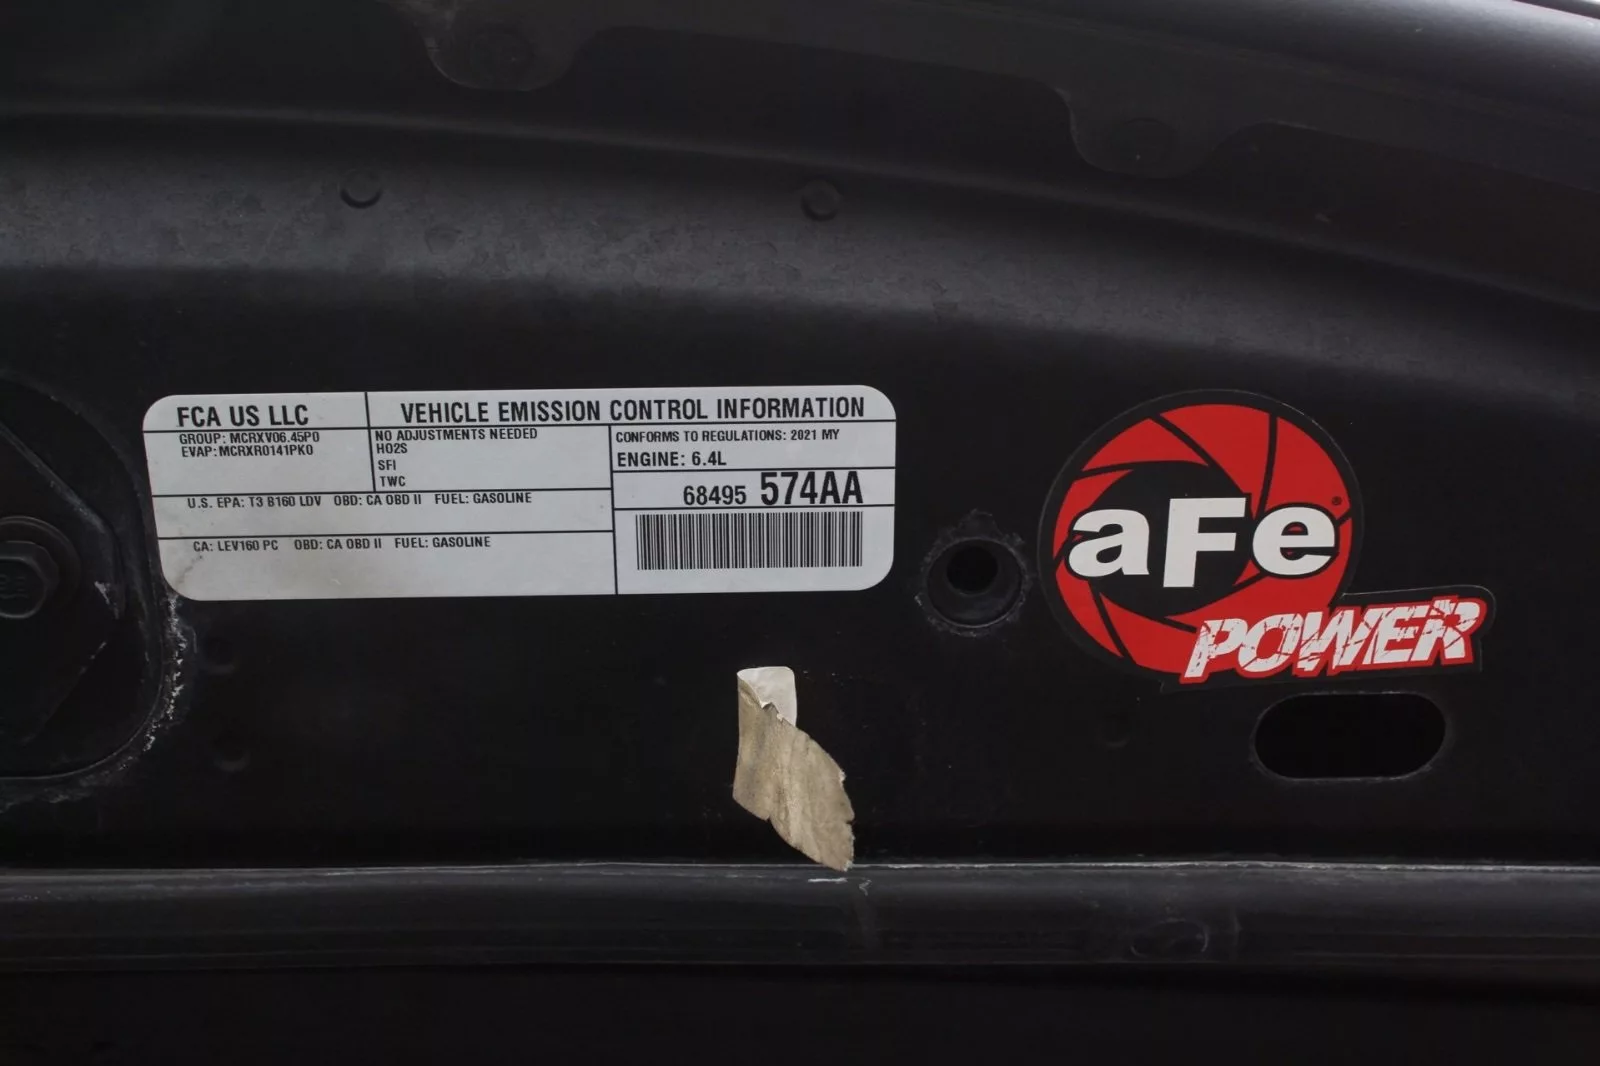 FCA US LLC
VEHICLE EMISSION CONTROL INFORMATION
GROUP: MCRXV06.45P0
EVAP: MCRXR0141PK0
NO ADJUSTMENTS NEEDED
HO2S
SFI
TWC
CONFORMS TO REGULATIONS: 2021 MY
ENGINE: 6.4L
68495 574AA
U.S. EPA: T3 B160 LDV OBD: CA OBD II FUEL: GASOLINE
CA: LEV160 PC OBD: CA OBD II FUEL: GASOLINE
aFe®
POWER